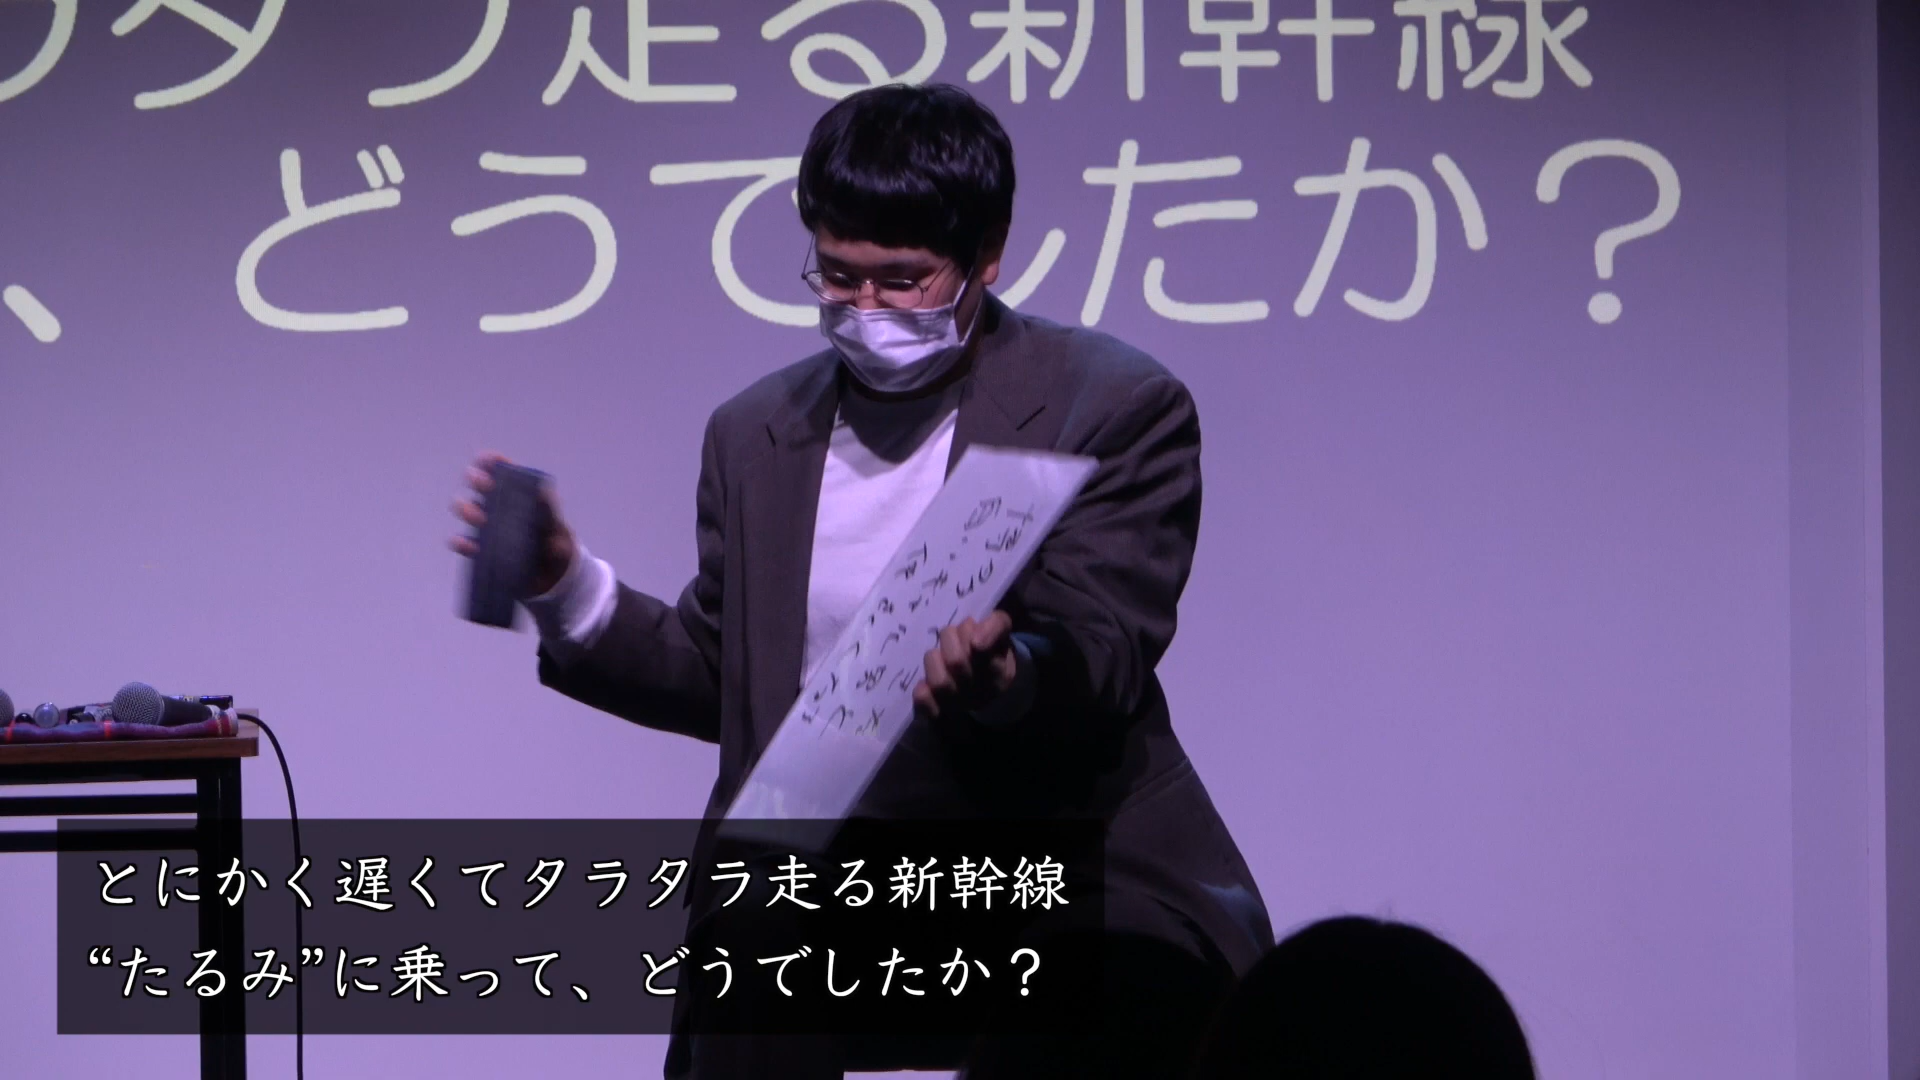 ラタラ走る新幹線
、どうでしたか？
とにかく遅くてタラタラ走る新幹線
“たるみ”に乗って、どうでしたか？